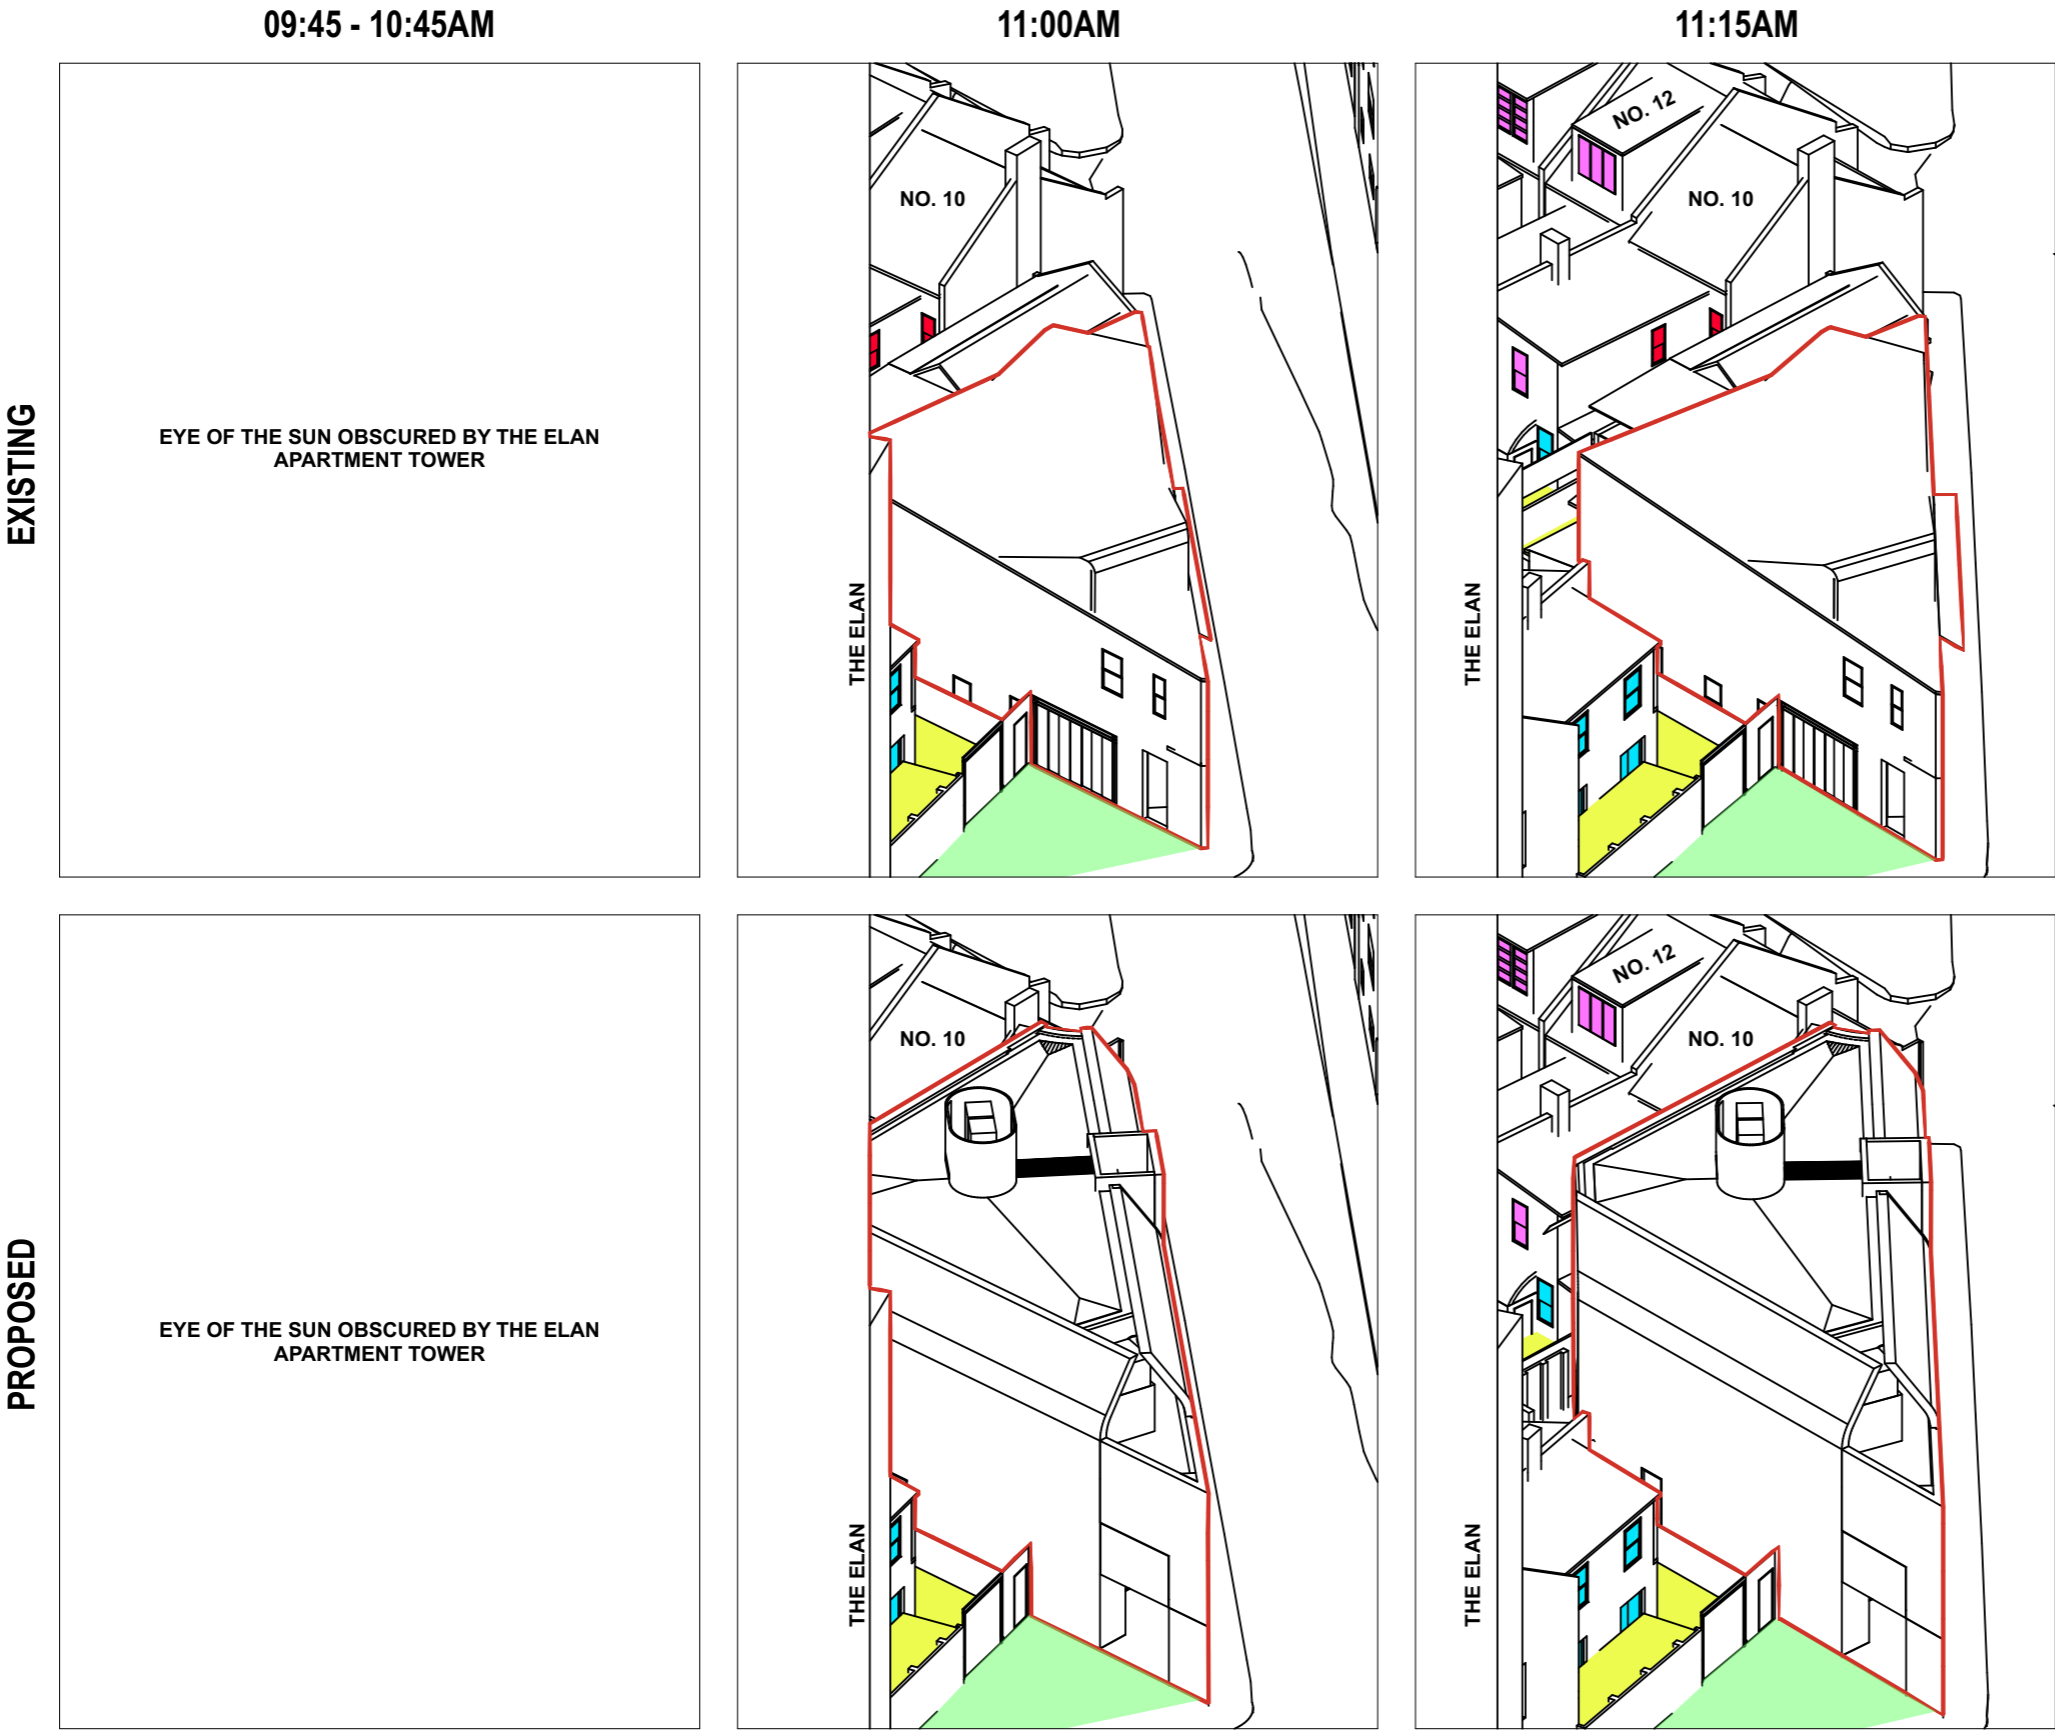 09:45 - 10:45AM
11:00AM
11:15AM
EXISTING
EYE OF THE SUN OBSCURED BY THE ELAN
APARTMENT TOWER
NO. 10
THE ELAN
NO. 12
NO. 10
THE ELAN
PROPOSED
EYE OF THE SUN OBSCURED BY THE ELAN
APARTMENT TOWER
NO. 10
THE ELAN
NO. 12
NO. 10
THE ELAN